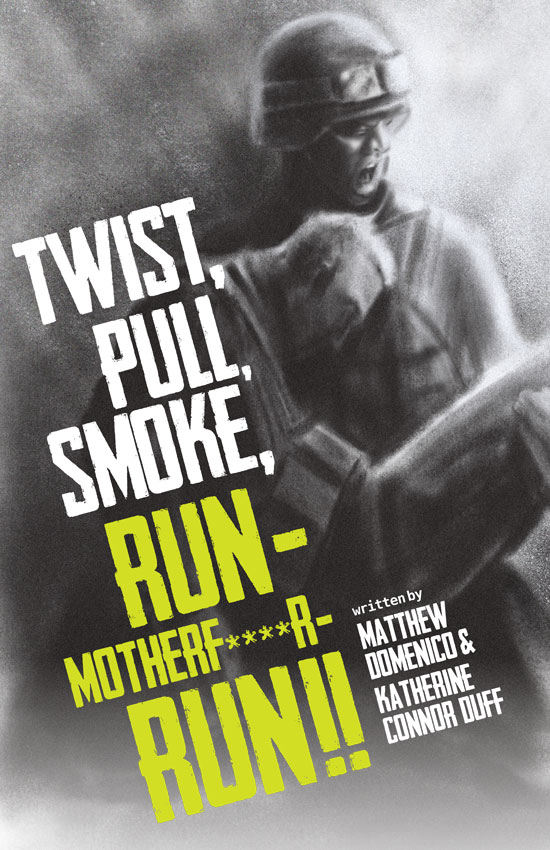 TWIST,
PULL,
SMOKE,
RUN-
MOTHERF****R-
RUN!!
written by
MATTHEW
DOMENICO &
KATHERINE
CONNOR DUFF